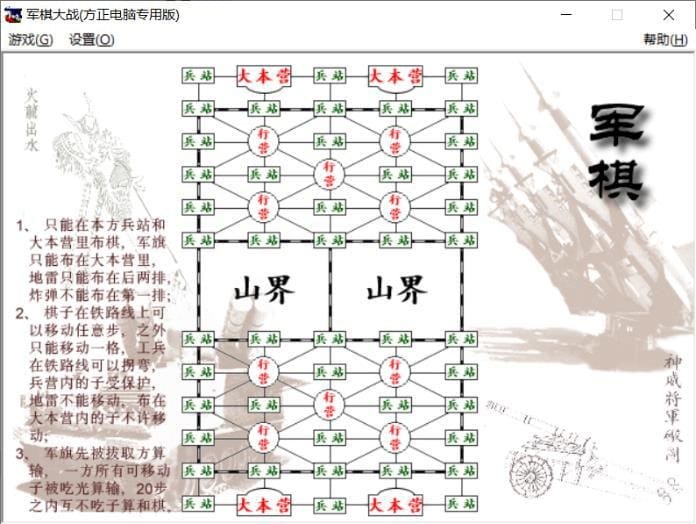 军棋大战(方正电脑专用版)
游戏(G) 设置(O) 帮助(H)
火龍出水
军棋
1、 只能在本方兵站和
大本营里布棋，军旗
只能布在大本营里，
地雷只能布在后两排;
炸弹不能布在第一排;
2、 棋子在铁路线上可
以移动任意步，之外
只能移动一格，工兵
在铁路线可以拐弯，
兵营内的子受保护，
地雷不能移动、布在
大本营内的子不许移
动;
3、 军旗先被拔取方算
输， 一方所有可移动
子被吃光算输，20步
之内互不吃子算和棋.
兵站 大本营 兵站 大本营 兵站
兵站 兵站 兵站 兵站 兵站
兵站 行营 兵站 行营 兵站
兵站 兵站 行营 兵站 兵站
兵站 行营 兵站 行营 兵站
兵站 兵站 兵站 兵站 兵站
山界 山界
兵站 兵站 兵站 兵站 兵站
兵站 行营 兵站 行营 兵站
兵站 兵站 行营 兵站 兵站
兵站 行营 兵站 行营 兵站
兵站 兵站 兵站 兵站 兵站
兵站 大本营 兵站 大本营 兵站
神威將軍